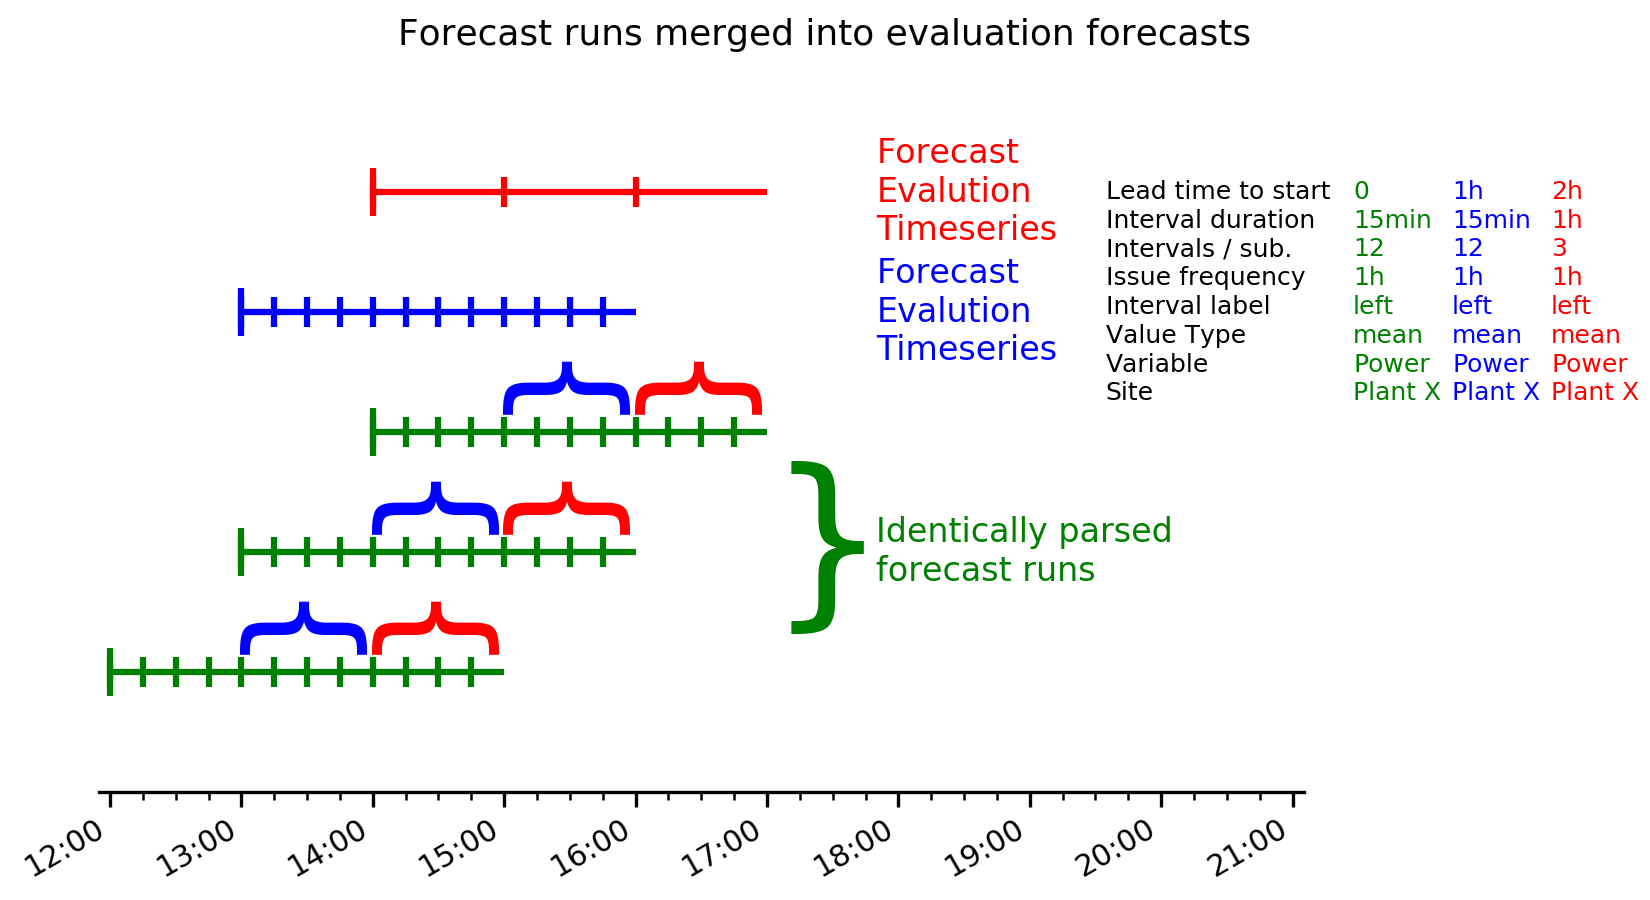 Forecast runs merged into evaluation forecasts
Forecast
Evalution
Timeseries
Forecast
Evalution
Timeseries
Lead time to start 0 1h 2h
Interval duration 15min 15min 1h
Intervals / sub. 12 12 3
Issue frequency 1h 1h 1h
Interval label left left left
Value Type mean mean mean
Variable Power Power Power
Site Plant X Plant X Plant X
Identically parsed
forecast runs
12:00 13:00 14:00 15:00 16:00 17:00 18:00 19:00 20:00 21:00